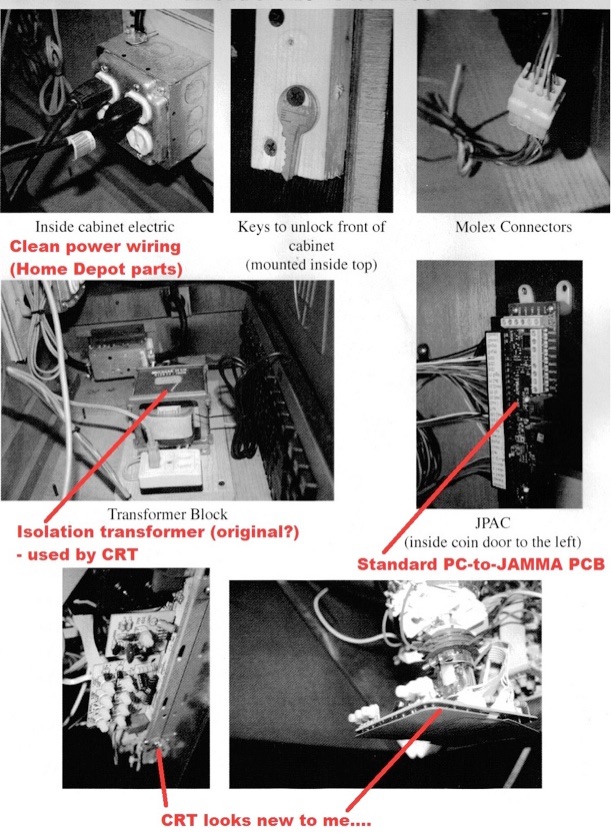 Inside cabinet electric
Clean power wiring
(Home Depot parts)
Keys to unlock front of
cabinet
(mounted inside top)
Molex Connectors
Transformer Block
Isolation transformer (original?)
- used by CRT
JPAC
(inside coin door to the left)
Standard PC-to-JAMMA PCB
CRT looks new to me....